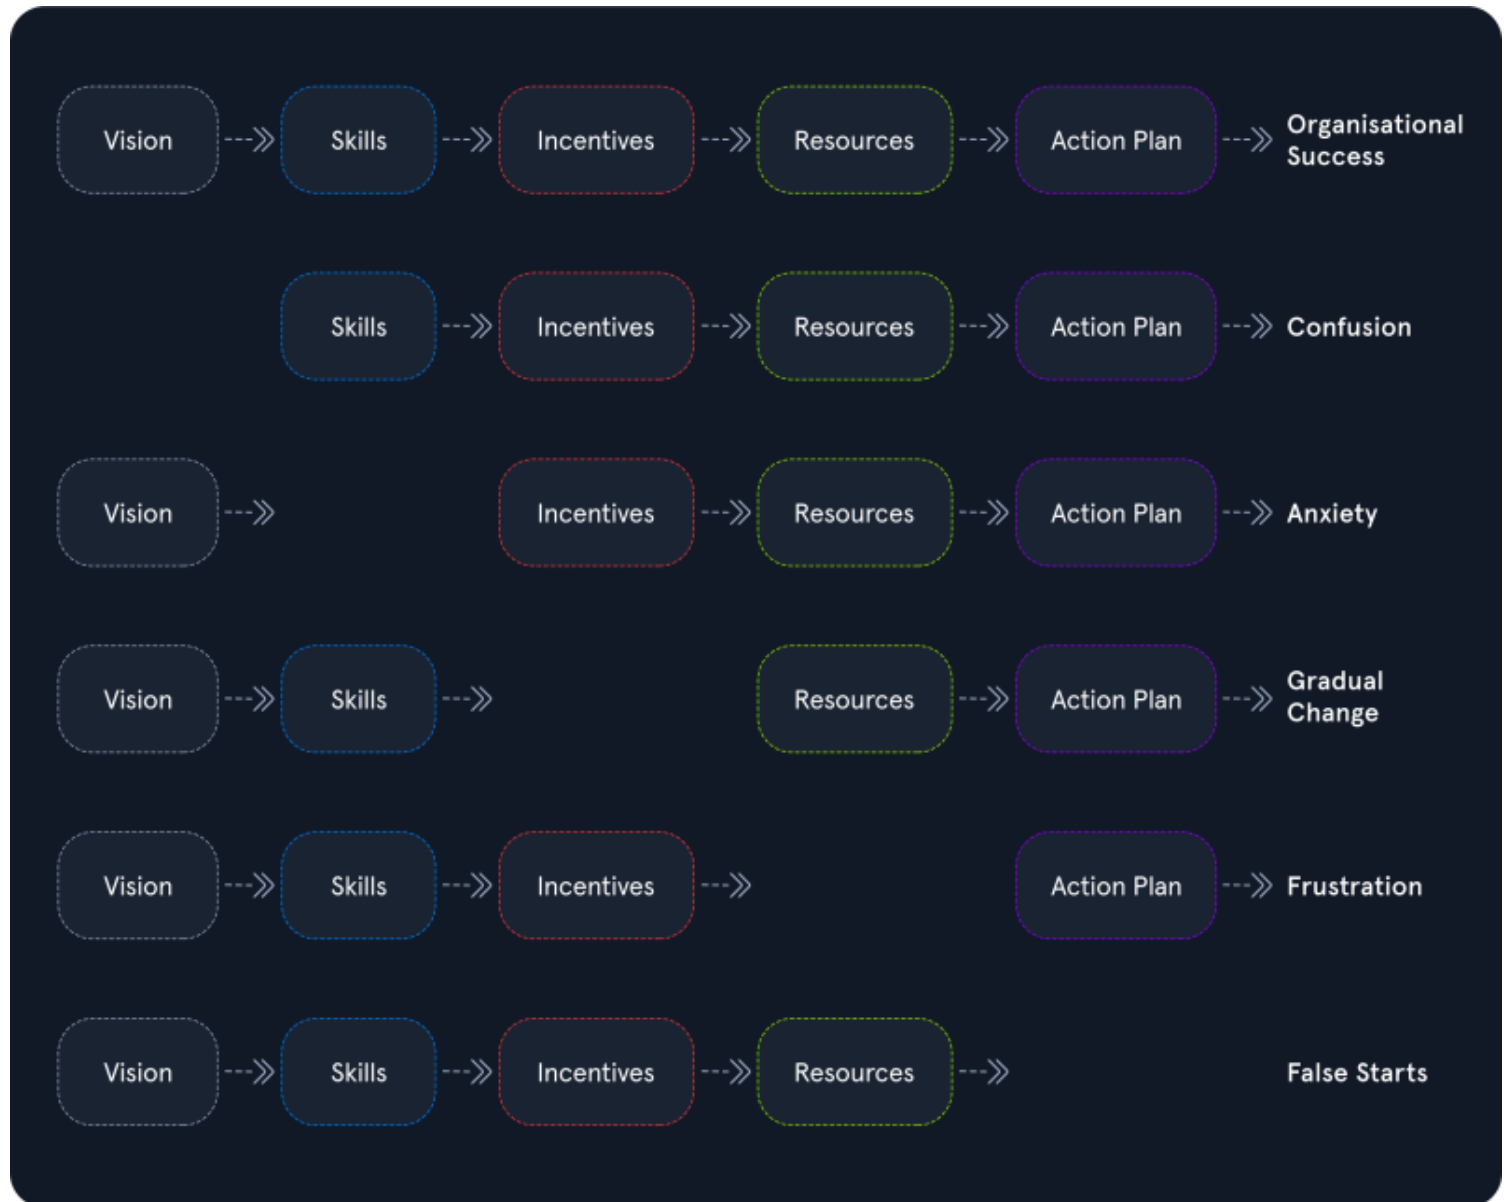 Vision Skills Incentives Resources Action Plan Organisational
Success
Skills Incentives Resources Action Plan Confusion
Vision Incentives Resources Action Plan Anxiety
Vision Skills Resources Action Plan Gradual
Change
Vision Skills Incentives Action Plan Frustration
Vision Skills Incentives Resources False Starts